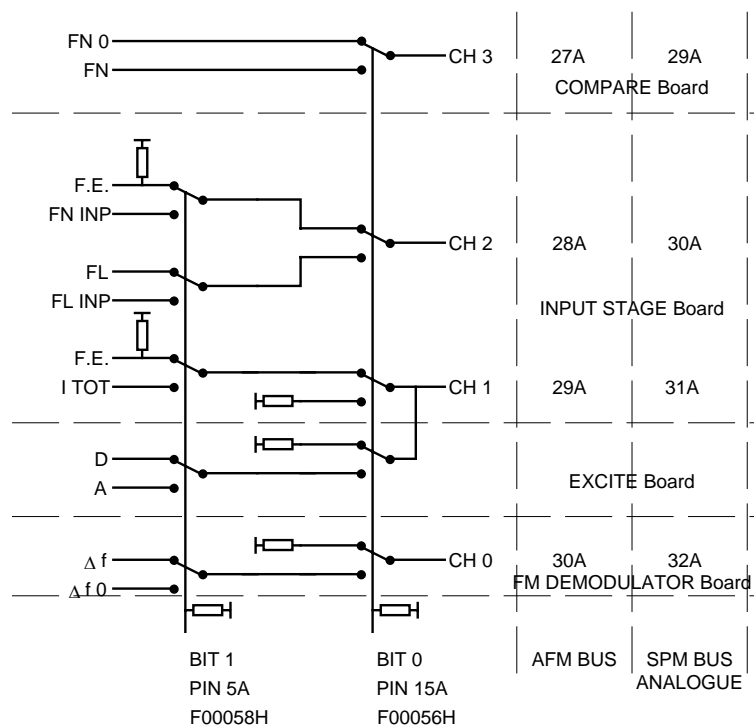 FN 0 CH 3 27A 29A
FN
COMPARE Board
F.E.
FN INP
CH 2 28A 30A
FL
FL INP
INPUT STAGE Board
F.E.
I TOT CH 1 29A 31A
D
EXCITE Board
A
Δ f CH 0 30A 32A
FM DEMODULATOR Board
Δ f 0
BIT 1 BIT 0 AFM BUS SPM BUS
ANALOGUE
PIN 5A PIN 15A
F00058H F00056H